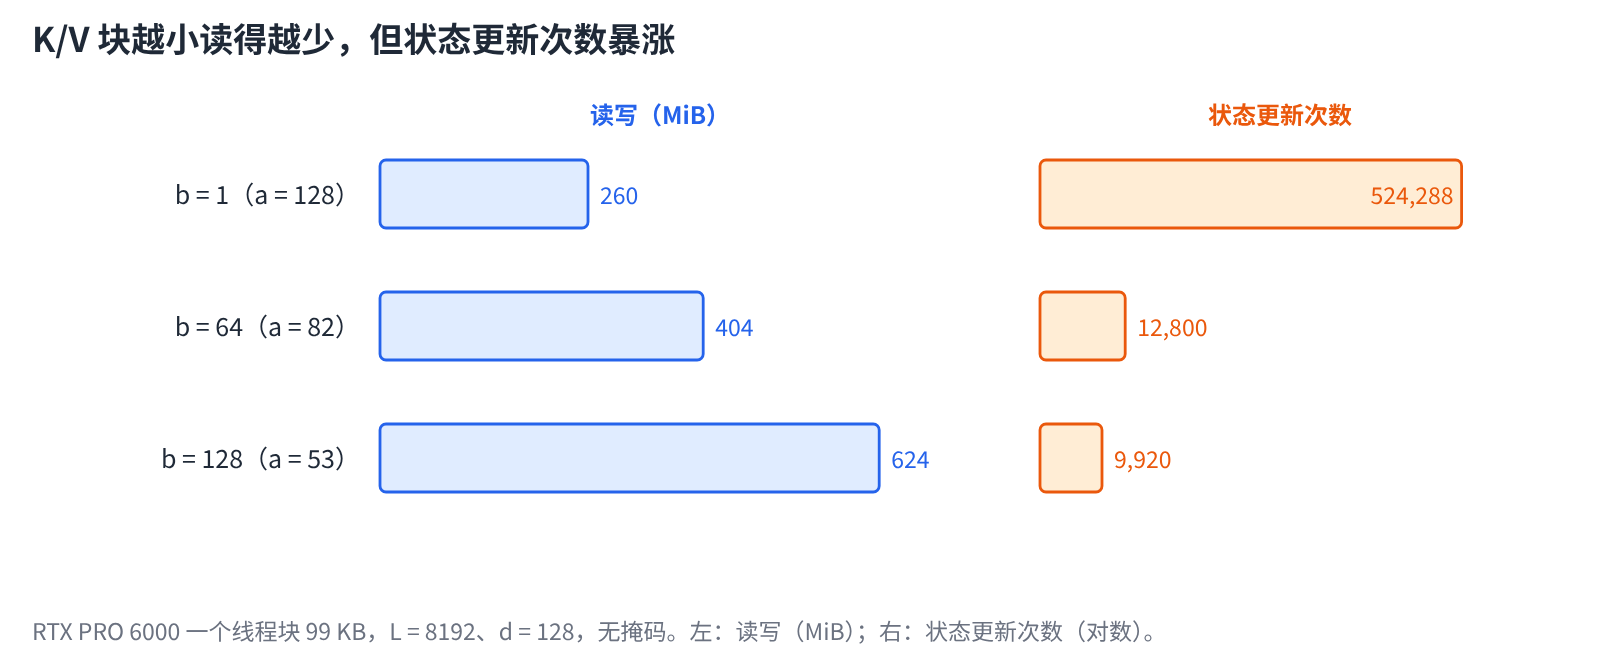 K/V 块越小读得越少，但状态更新次数暴涨
读写（MiB） 状态更新次数
b = 1（a = 128） 260 524,288
b = 64（a = 82） 404 12,800
b = 128（a = 53） 624 9,920
RTX PRO 6000 一个线程块 99 KB，L = 8192、d = 128，无掩码。左：读写（MiB）；右：状态更新次数（对数）。